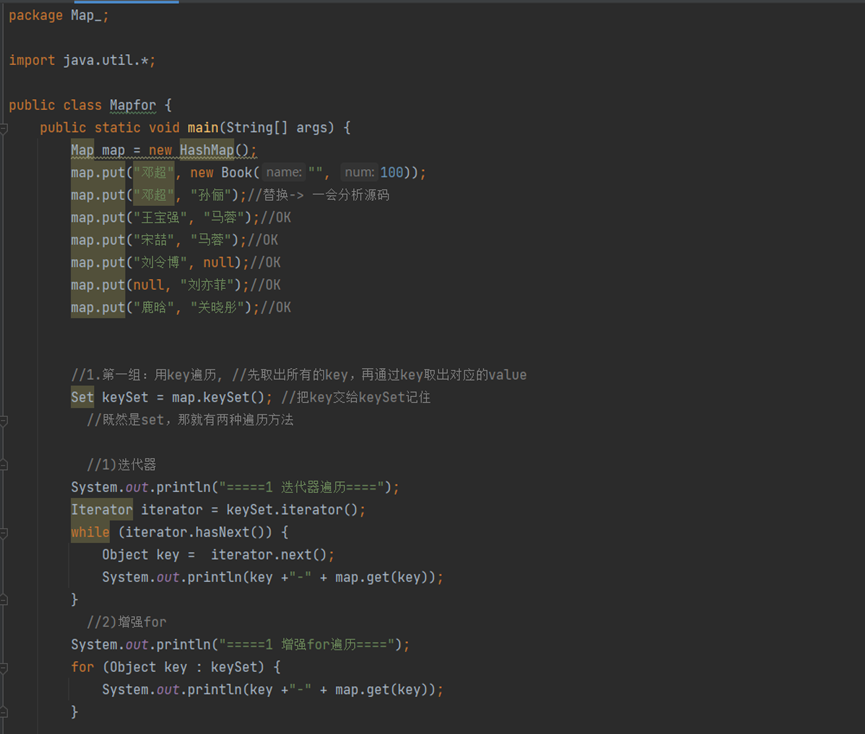 package Map_;
import java.util.*;
public class Mapfor {
public static void main(String[] args) {
Map map = new HashMap();
map.put("邓超", new Book( name: "", num: 100));
map.put("邓超", "孙俪");//替换-> 一会分析源码
map.put("王宝强", "马蓉");//OK
map.put("宋喆", "马蓉");//OK
map.put("刘令博", null);//OK
map.put(null, "刘亦菲");//OK
map.put("鹿晗", "关晓彤");//OK
//1.第一组：用key遍历, //先取出所有的key，再通过key取出对应的value
Set keySet = map.keySet(); //把key交给keySet记住
//既然是set，那就有两种遍历方法
//1)迭代器
System.out.println("=====1 迭代器遍历====");
Iterator iterator = keySet.iterator();
while (iterator.hasNext()) {
Object key =  iterator.next();
System.out.println(key +"-" + map.get(key));
}
//2)增强for
System.out.println("=====1 增强for遍历====");
for (Object key : keySet) {
System.out.println(key +"-" + map.get(key));
}